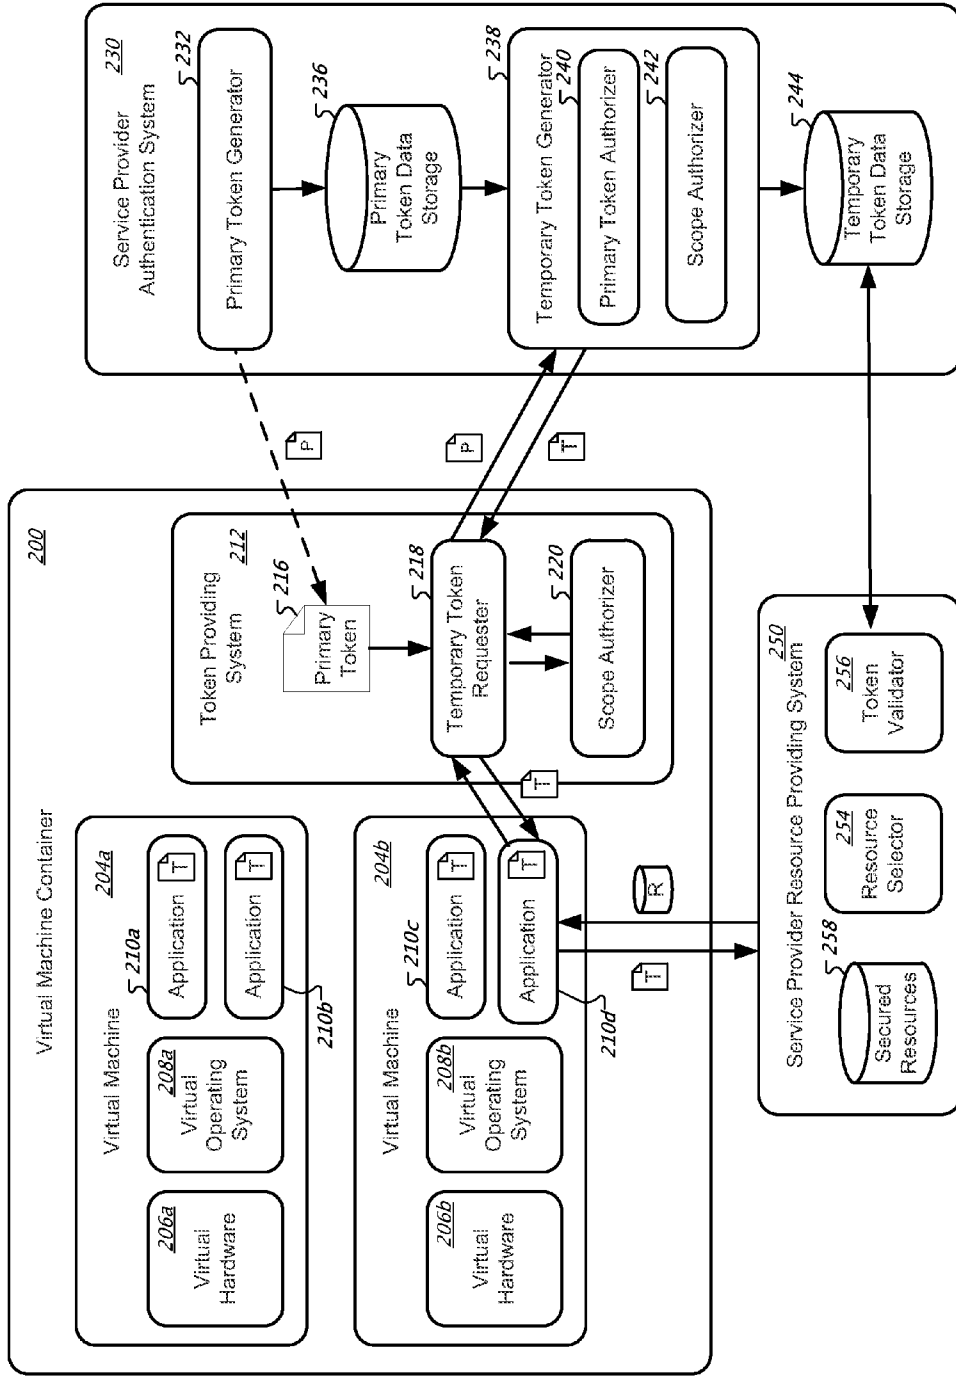 Virtual Machine Container
200
Virtual Machine
204a
206a
Virtual
Hardware
208a
Virtual
Operating
System
210a
Application
T
Application
T
210b
Virtual Machine
204b
206b
Virtual
Hardware
208b
Virtual
Operating
System
210c
Application
T
Application
T
210d
Token Providing
System
212
216
Primary
Token
218
Temporary Token
Requester
220
Scope Authorizer
T
P
P
T
T
R
Service Provider
Authentication System
230
232
Primary Token Generator
236
Primary
Token Data
Storage
238
Temporary Token Generator
240
Primary Token Authorizer
242
Scope Authorizer
244
Temporary
Token Data
Storage
Service Provider Resource Providing System
250
258
Secured
Resources
254
Resource
Selector
256
Token
Validator